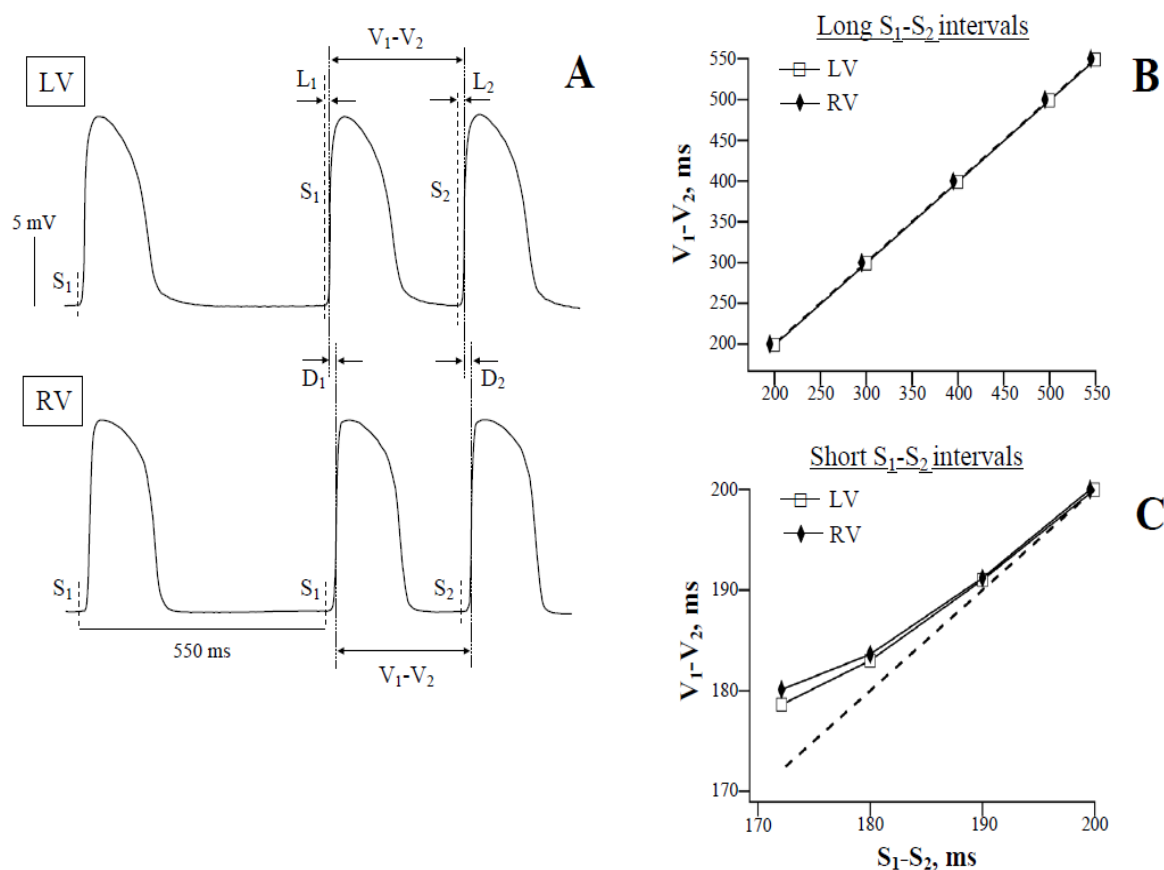 A
V₁-V₂
LV
L₁ L₂
S₁ S₂
5 mV
S₁
D₁ D₂
RV
S₁ S₁ S₂
550 ms
V₁-V₂
Long S₁-S₂ intervals
B
LV
RV
V₁-V₂, ms
550
500
450
400
350
300
250
200
200 250 300 350 400 450 500 550
Short S₁-S₂ intervals
C
LV
RV
V₁-V₂, ms
200
190
180
170
170 180 190 200
S₁-S₂, ms